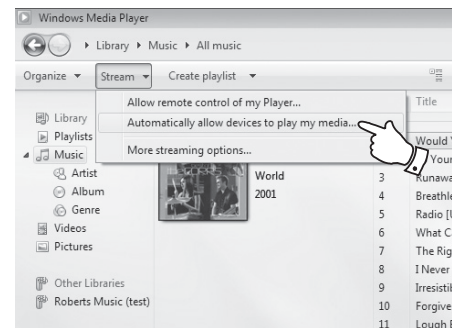 Windows Media Player
Library Music All music
Organize Stream Create playlist
Allow remote control of my Player...
Automatically allow devices to play my media...
More streaming options...
Title
Library
Playlists
Music
Artist
Album
Genre
Videos
Pictures
Other Libraries
Roberts Music (test)
World
2001
Would
Your
3 Runawa
4 Breathle
5 Radio [U
6 What C
7 The Rig
8 I Never
9 Irresistib
10 Forgive
11 Lough E